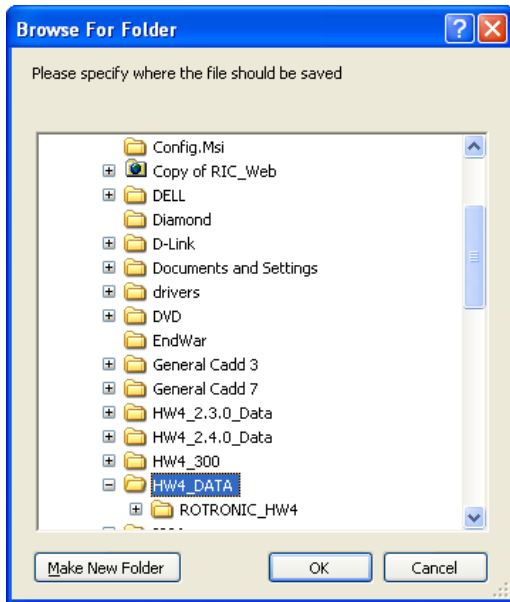 Browse For Folder
Please specify where the file should be saved
Config.Msi
Copy of RIC_Web
DELL
Diamond
D-Link
Documents and Settings
drivers
DVD
EndWar
General Cadd 3
General Cadd 7
HW4_2.3.0_Data
HW4_2.4.0_Data
HW4_300
HW4_DATA
ROTRONIC_HW4
Make New Folder OK Cancel